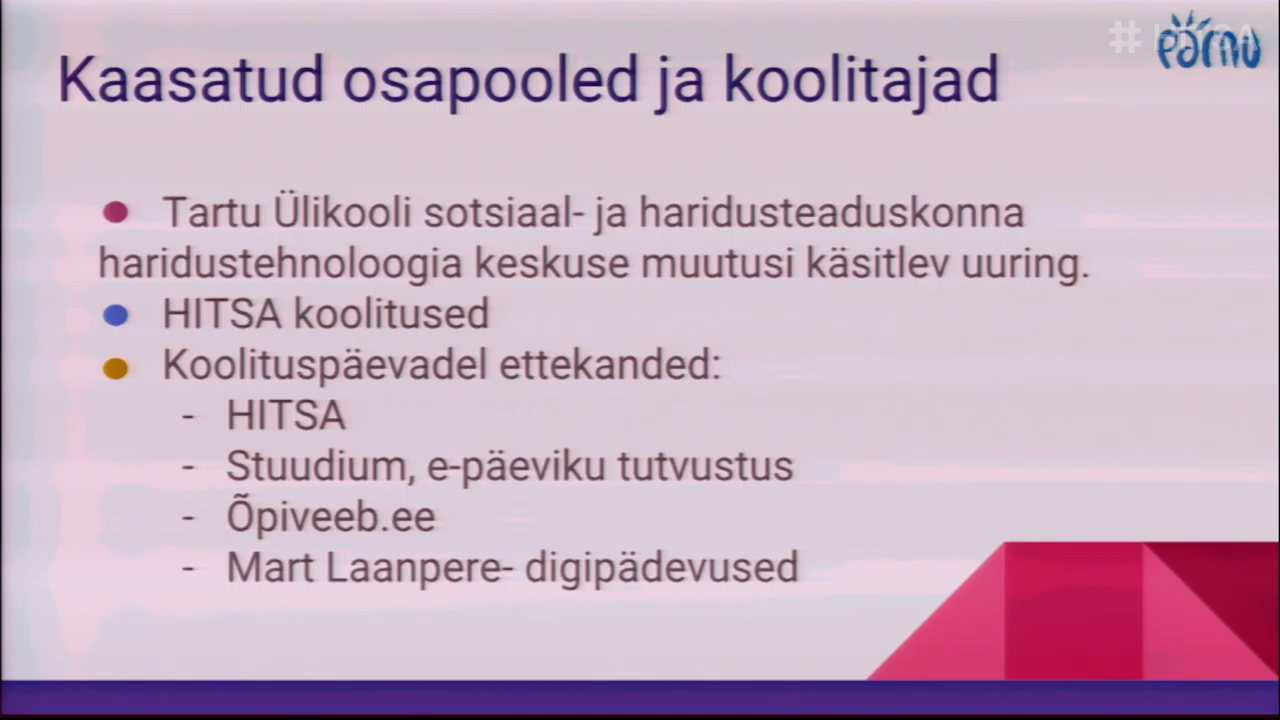 Kaasatud osapooled ja koolitajad
Pärnu
Tartu Ülikooli sotsiaal- ja haridusteaduskonna
haridustehnoloogia keskuse muutusi käsitlev uuring.
HITSA koolitused
Koolituspäevadel ettekanded:
- HITSA
- Stuudium, e-päeviku tutvustus
- Õpiveeb.ee
- Mart Laanpere- digipädevused